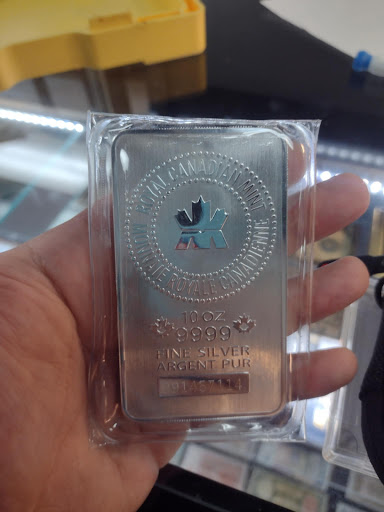 ROYAL CANADIAN MINT
MONNAIE ROYALE CANADIENNE
10 oz
9999
FINE SILVER
ARGENT PUR